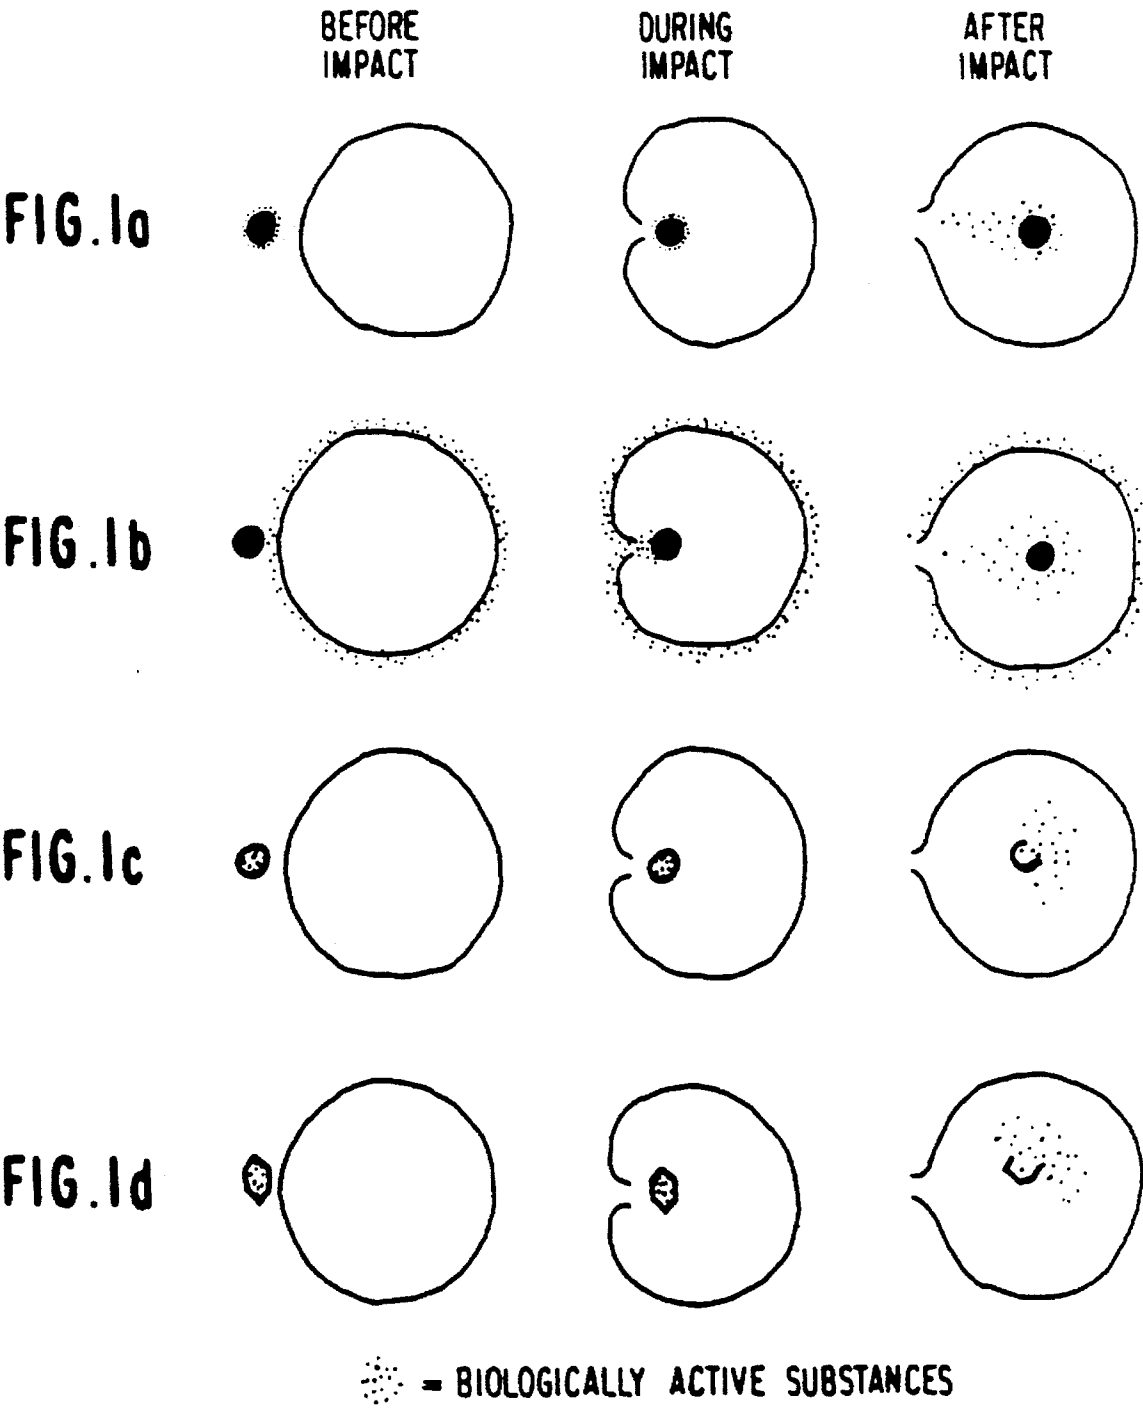 BEFORE IMPACT
DURING IMPACT
AFTER IMPACT
FIG.1a
FIG.1b
FIG.1c
FIG.1d
= BIOLOGICALLY ACTIVE SUBSTANCES